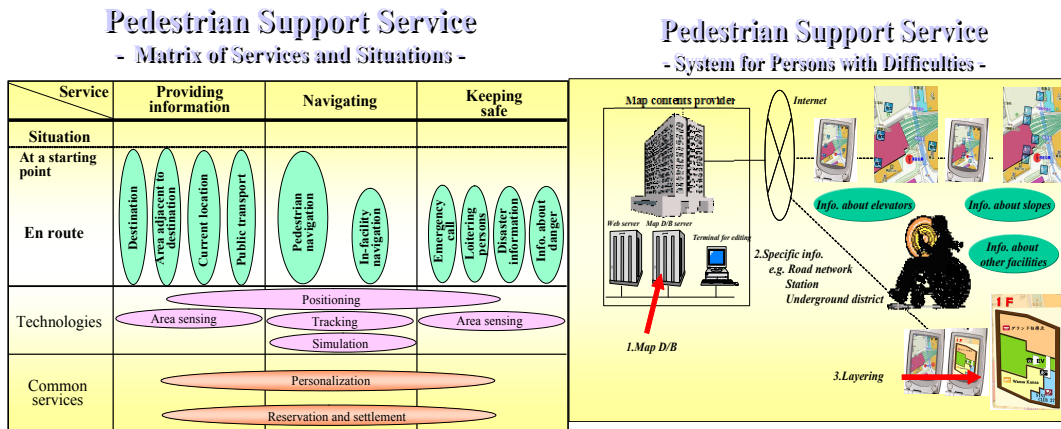 Pedestrian Support Service
- Matrix of Services and Situations -
Service
Providing
information
Navigating
Keeping
safe
Situation
At a starting
point
En route
Destination
Area adjacent to
destination
Current location
Public transport
Pedestrian
navigation
In-facility
navigation
Emergency
call
Loitering
persons
Disaster
information
Info. about
danger
Technologies
Positioning
Area sensing
Tracking
Area sensing
Simulation
Common
services
Personalization
Reservation and settlement
Pedestrian Support Service
- System for Persons with Difficulties -
Map contents provider
Internet
Web server
Map D/B server
Terminal for editing
Info. about elevators
Info. about slopes
Info. about
other facilities
2.Specific info.
e.g. Road network
Station
Underground district
1.Map D/B
3.Layering
1F
EV